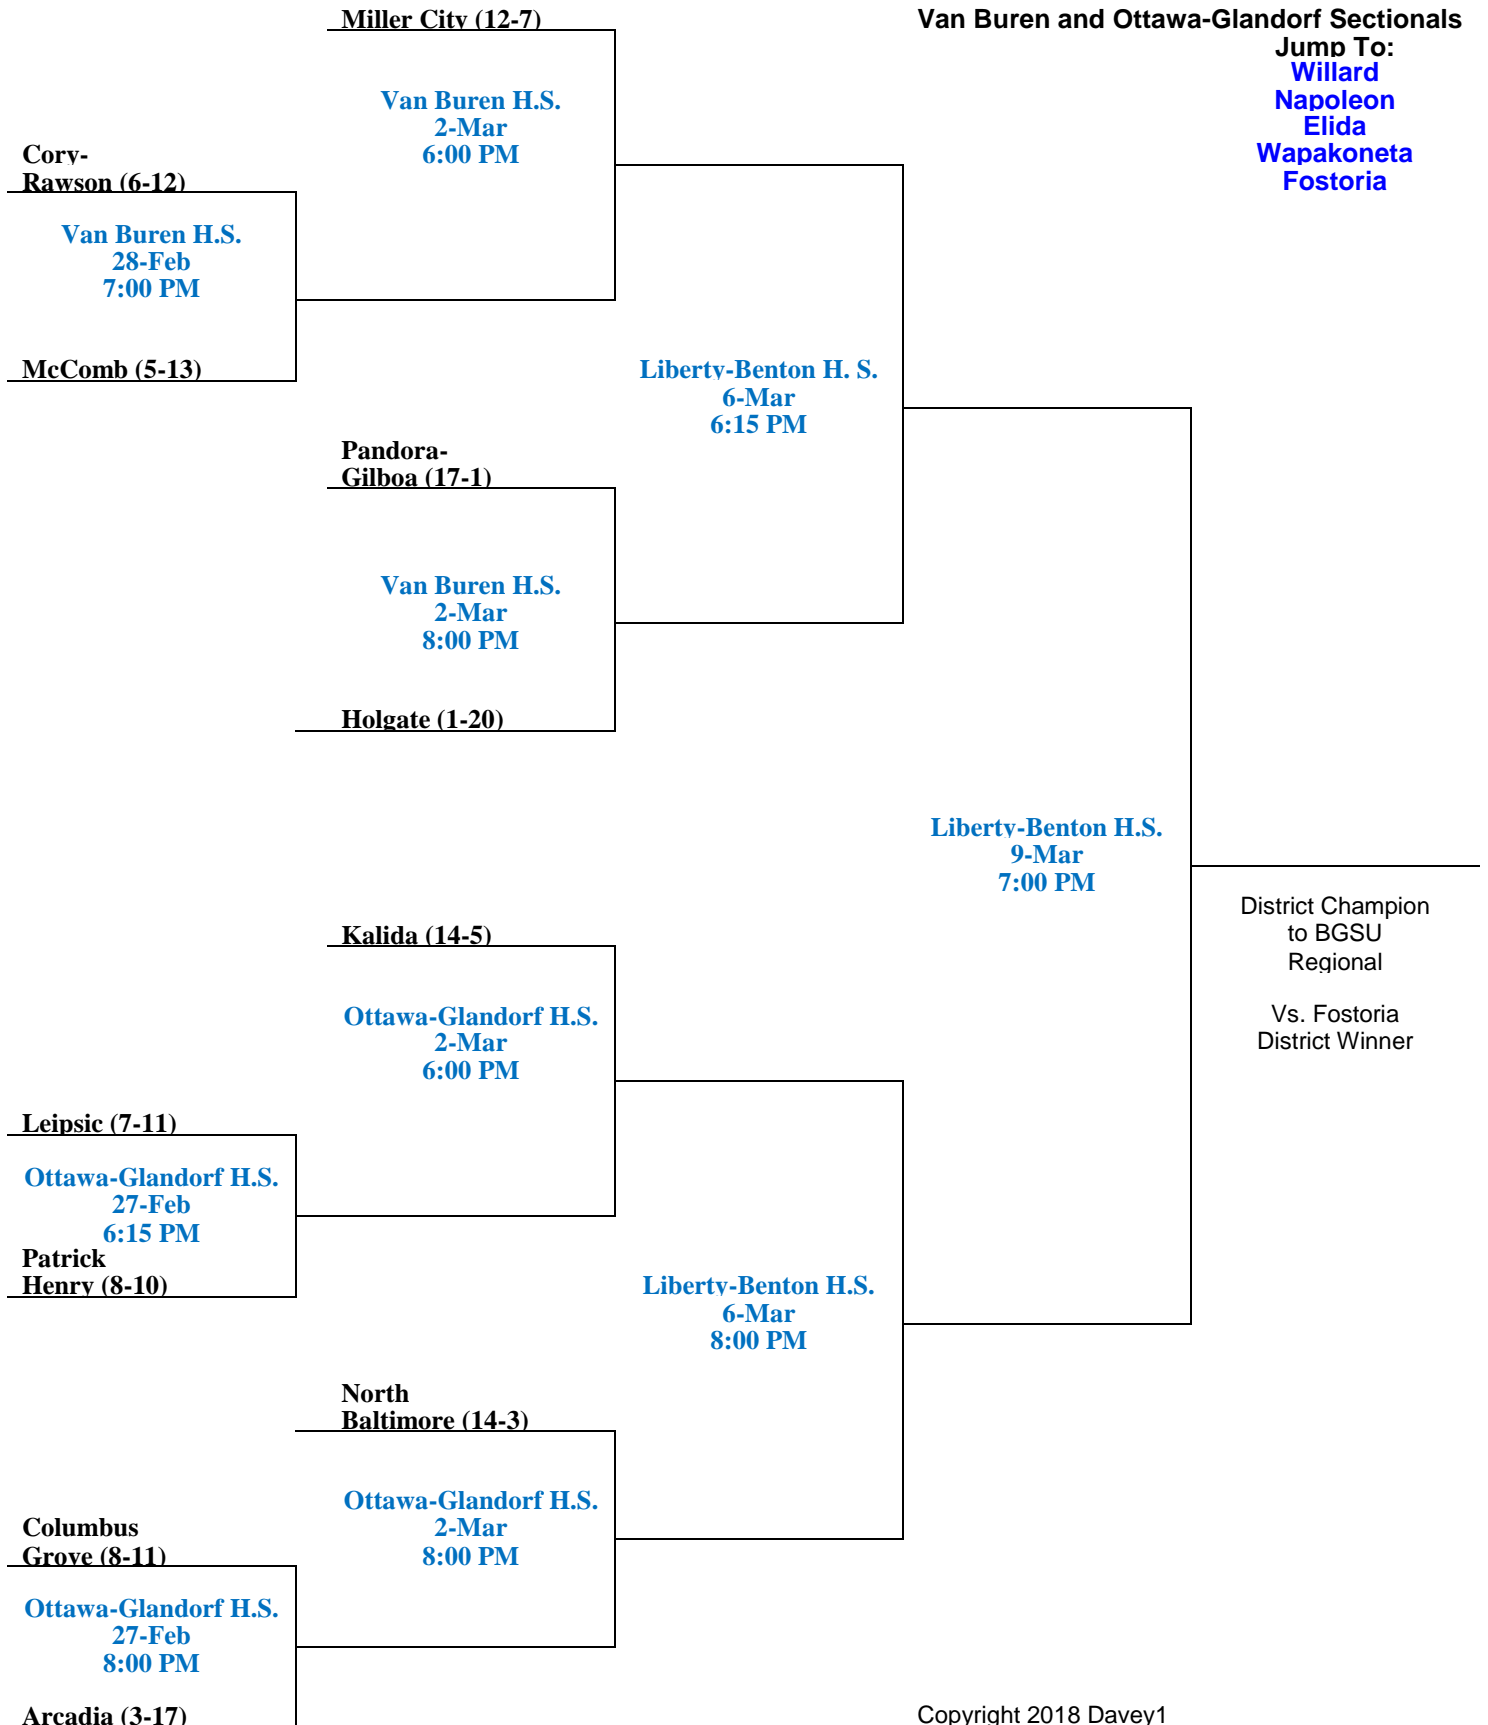 Miller City (12-7)
Van Buren and Ottawa-Glandorf Sectionals
Jump To:
Willard
Napoleon
Elida
Wapakoneta
Fostoria
Van Buren H.S.
2-Mar
6:00 PM
Cory-
Rawson (6-12)
Van Buren H.S.
28-Feb
7:00 PM
McComb (5-13)
Liberty-Benton H. S.
6-Mar
6:15 PM
Pandora-
Gilboa (17-1)
Van Buren H.S.
2-Mar
8:00 PM
Holgate (1-20)
Liberty-Benton H.S.
9-Mar
7:00 PM
District Champion
to BGSU
Regional
Vs. Fostoria
District Winner
Kalida (14-5)
Ottawa-Glandorf H.S.
2-Mar
6:00 PM
Leipsic (7-11)
Ottawa-Glandorf H.S.
27-Feb
6:15 PM
Patrick
Henry (8-10)
Liberty-Benton H.S.
6-Mar
8:00 PM
North
Baltimore (14-3)
Ottawa-Glandorf H.S.
2-Mar
8:00 PM
Columbus
Grove (8-11)
Ottawa-Glandorf H.S.
27-Feb
8:00 PM
Arcadia (3-17)
Copyright 2018 Davey1